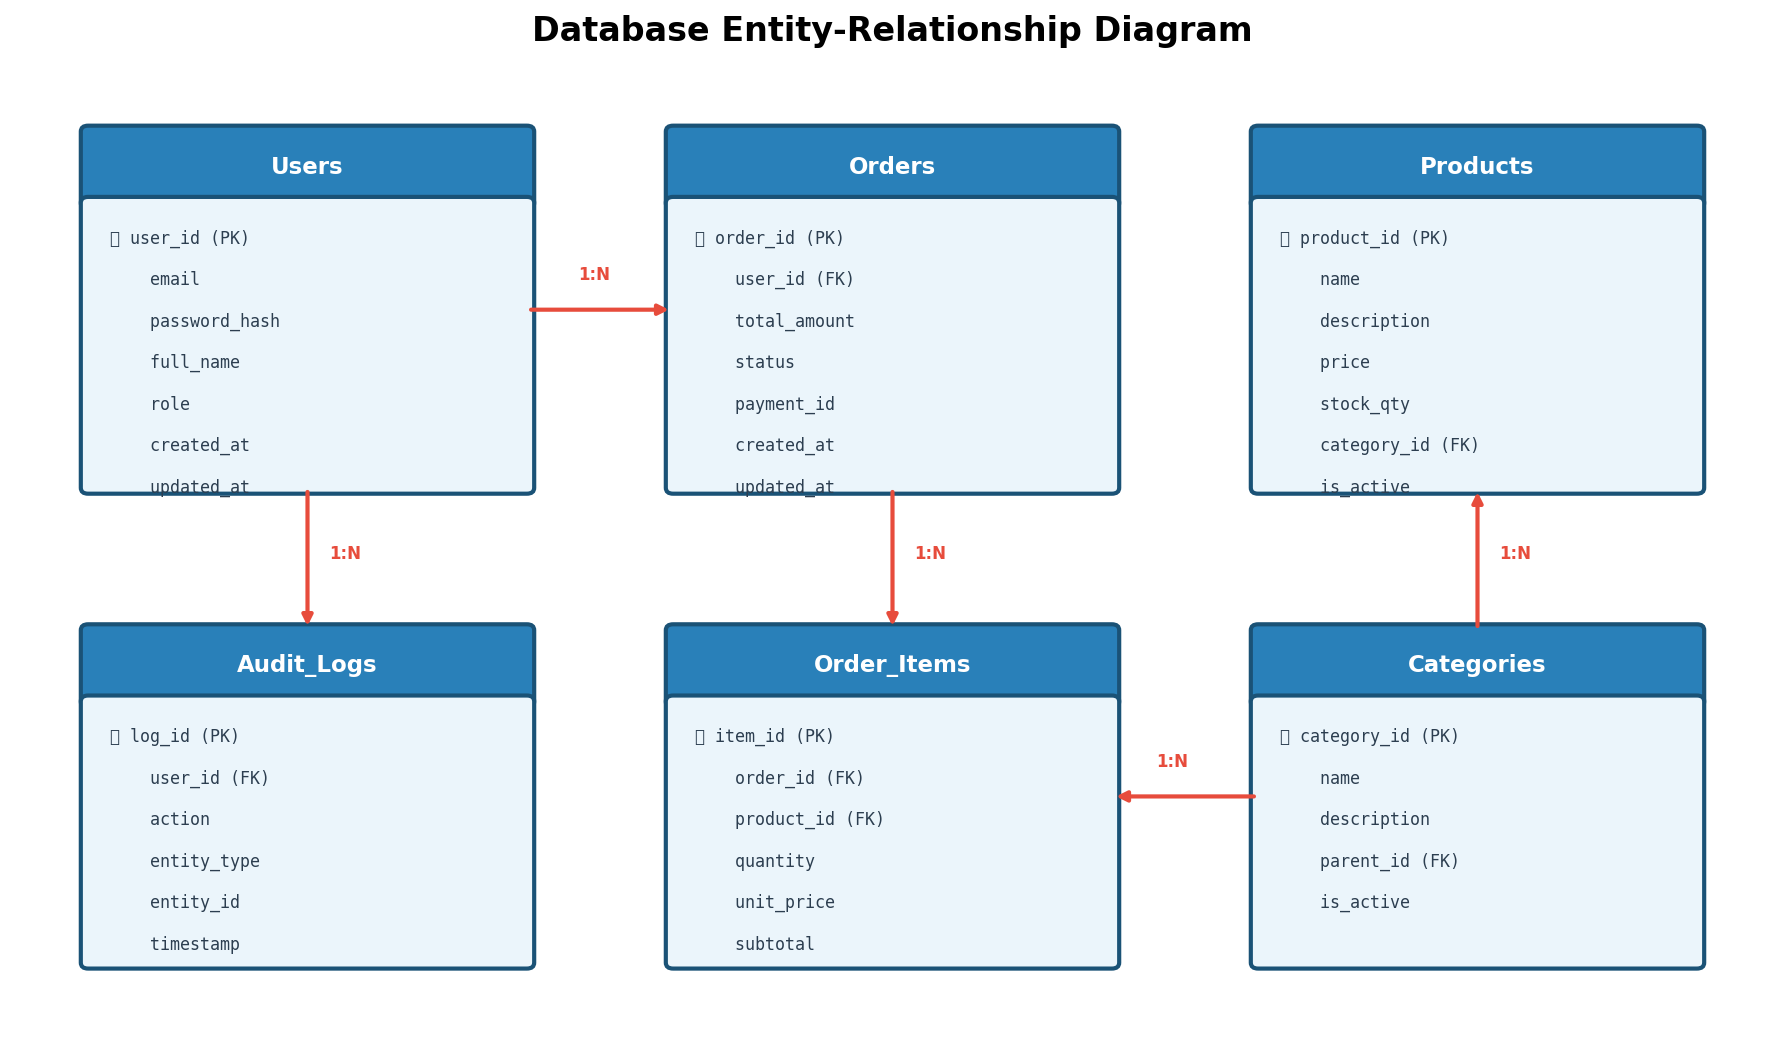 Database Entity-Relationship Diagram
Users
user_id (PK)
email
password_hash
full_name
role
created_at
updated_at
1:N
Orders
order_id (PK)
user_id (FK)
total_amount
status
payment_id
created_at
updated_at
Products
product_id (PK)
name
description
price
stock_qty
category_id (FK)
is_active
1:N
1:N
1:N
Audit_Logs
log_id (PK)
user_id (FK)
action
entity_type
entity_id
timestamp
Order_Items
item_id (PK)
order_id (FK)
product_id (FK)
quantity
unit_price
subtotal
1:N
Categories
category_id (PK)
name
description
parent_id (FK)
is_active